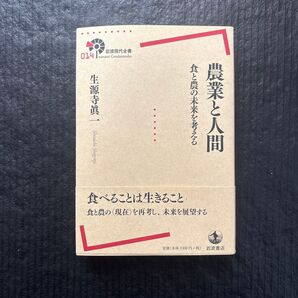 岩波現代全書
014
農業と人間
食と農の未来を考える
生源寺眞一
食べることは生きること
食と農の〈現在〉を再考し、未来を展望する
岩波書店